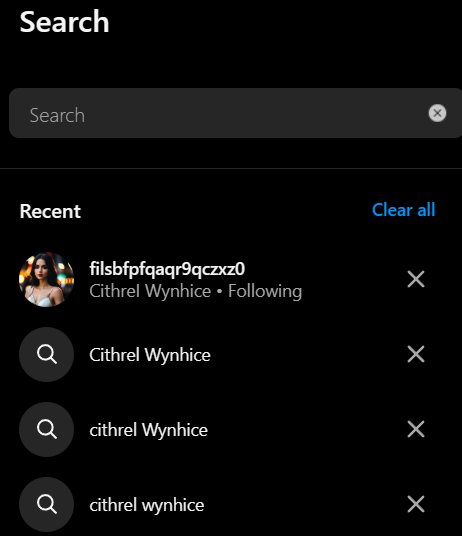 Search
Search
Recent Clear all
filsbfpfqaqr9qczxz0
Cithrel Wynhice • Following
Cithrel Wynhice
cithrel Wynhice
cithrel wynhice